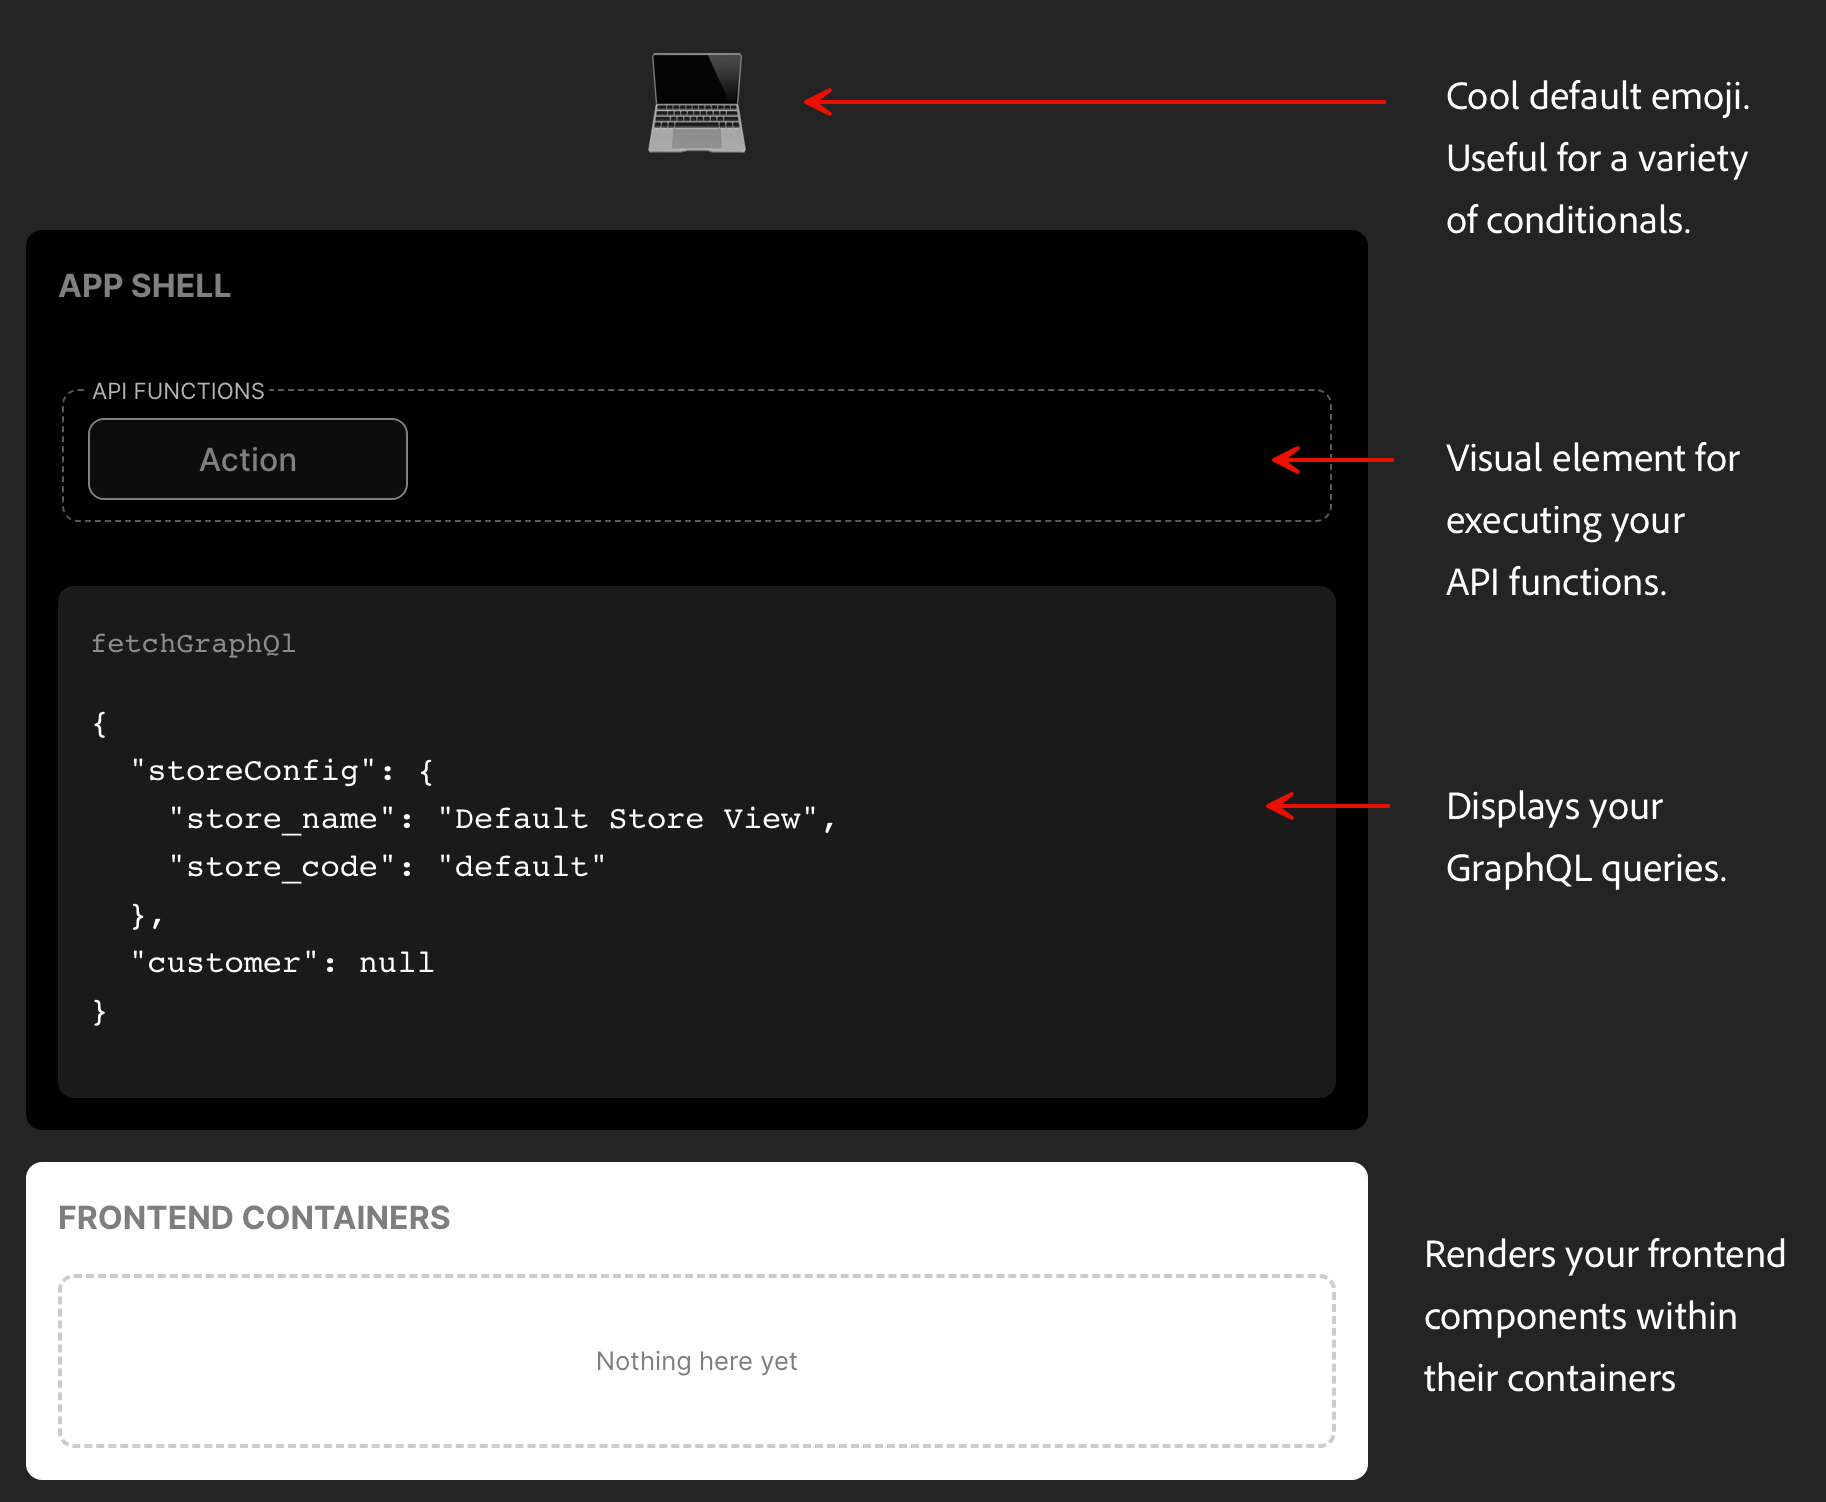 Cool default emoji.
Useful for a variety
of conditionals.
APP SHELL
API FUNCTIONS
Action
Visual element for
executing your
API functions.
fetchGraphQl
{
  "storeConfig": {
    "store_name": "Default Store View",
    "store_code": "default"
  },
  "customer": null
}
Displays your
GraphQL queries.
FRONTEND CONTAINERS
Nothing here yet
Renders your frontend
components within
their containers